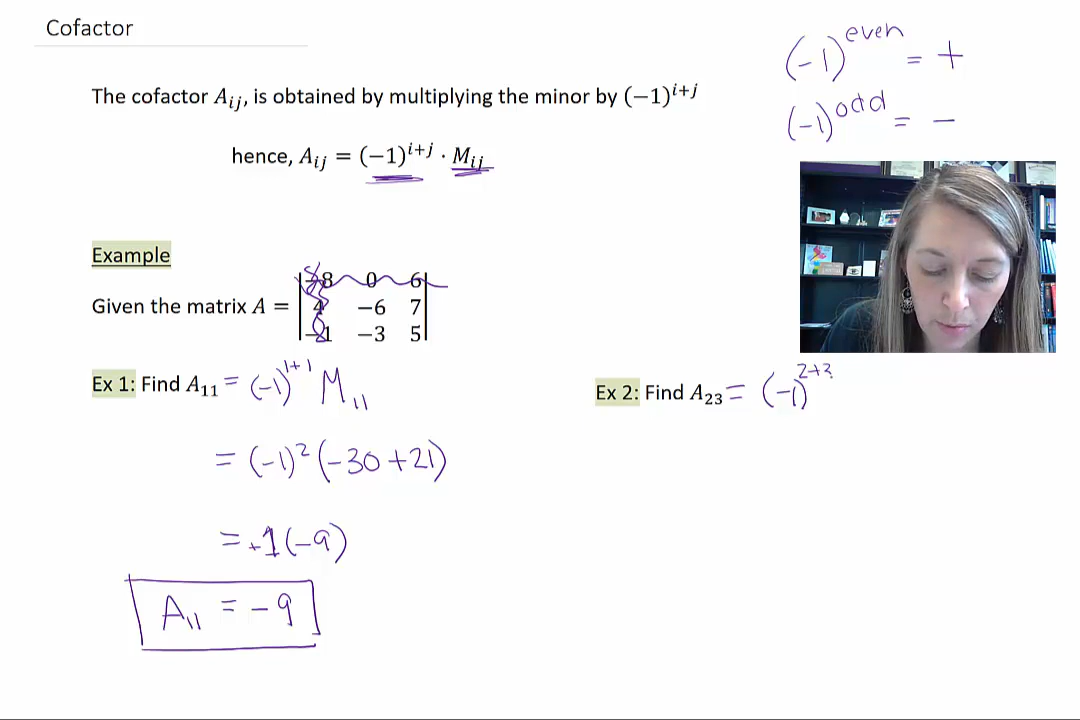 Cofactor
(-1)^even = +
The cofactor A_ij, is obtained by multiplying the minor by (−1)^i+j
(-1)^odd = -
hence, A_ij = (−1)^i+j · M_ij
Example
Given the matrix A = | 8 0 6 |
| 4 −6 7 |
| −1 −3 5 |
Ex 1: Find A_11 = (-1)^1+1 M_11
Ex 2: Find A_23 = (-1)^2+3
= (-1)^2 (-30 + 21)
= +1(-9)
A_11 = -9